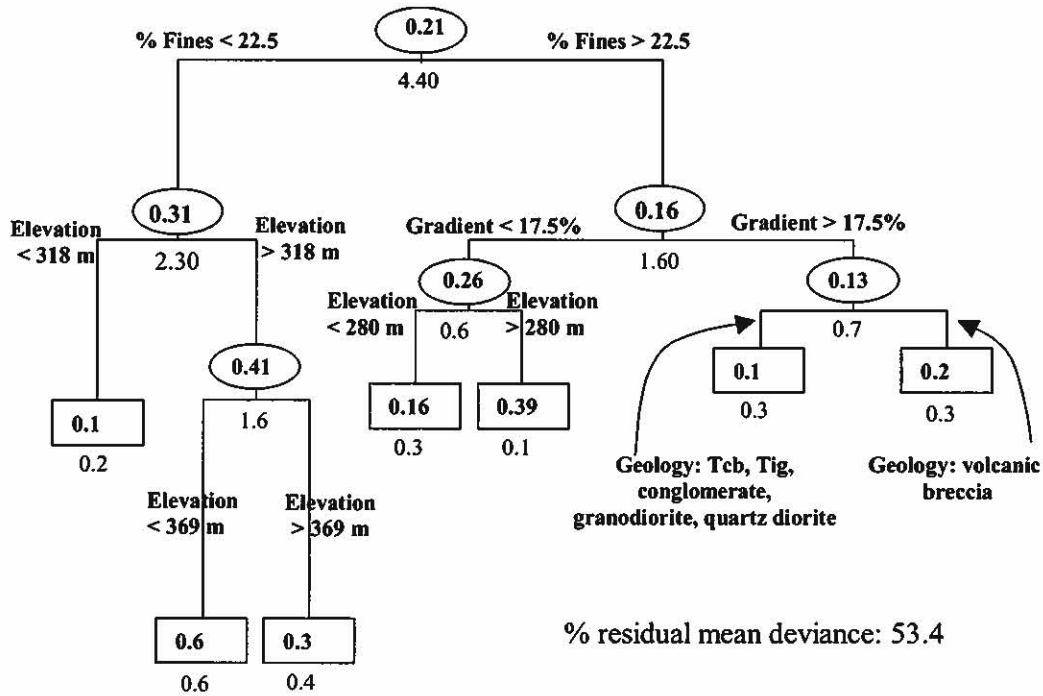 0.21
% Fines < 22.5
% Fines > 22.5
4.40
0.31
0.16
Elevation
< 318 m
Elevation
> 318 m
2.30
Gradient < 17.5%
Gradient > 17.5%
1.60
0.26
0.13
Elevation
< 280 m
Elevation
> 280 m
0.6
0.7
0.41
1.6
0.1
0.2
0.16
0.3
0.39
0.1
0.1
0.3
0.2
0.3
Geology: Tcb, Tig,
conglomerate,
granodiorite, quartz diorite
Geology: volcanic
breccia
Elevation
< 369 m
Elevation
> 369 m
0.6
0.6
0.3
0.4
% residual mean deviance: 53.4